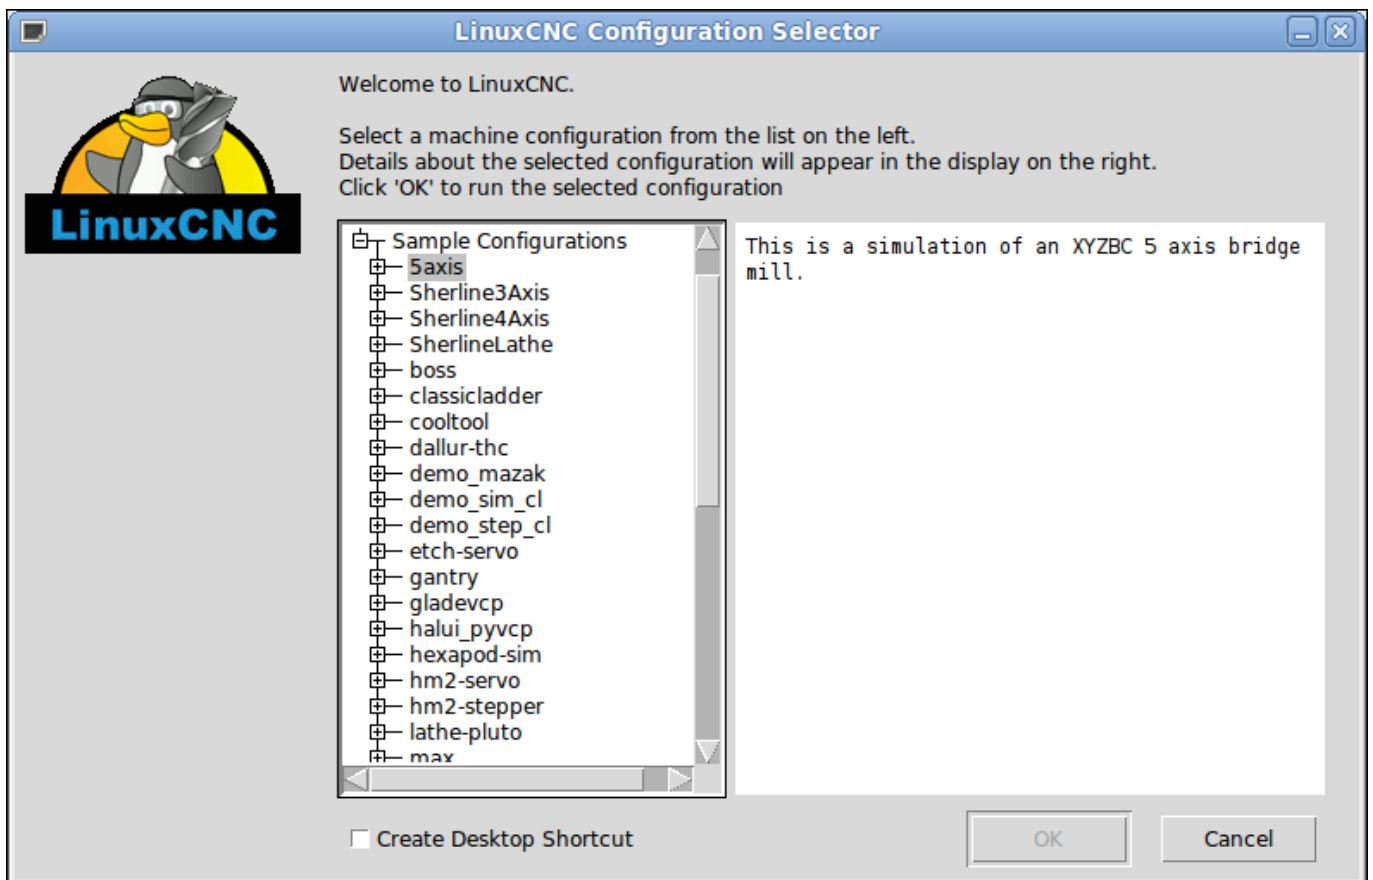 LinuxCNC Configuration Selector
LinuxCNC
Welcome to LinuxCNC.
Select a machine configuration from the list on the left.
Details about the selected configuration will appear in the display on the right.
Click 'OK' to run the selected configuration
Sample Configurations
5axis
Sherline3Axis
Sherline4Axis
SherlineLathe
boss
classicladder
cooltool
dallur-thc
demo_mazak
demo_sim_cl
demo_step_cl
etch-servo
gantry
gladevcp
halui_pyvcp
hexapod-sim
hm2-servo
hm2-stepper
lathe-pluto
max
This is a simulation of an XYZBC 5 axis bridge
mill.
Create Desktop Shortcut
OK
Cancel